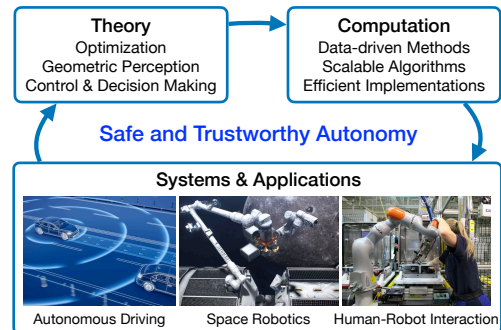 Theory
Optimization
Geometric Perception
Control & Decision Making
Computation
Data-driven Methods
Scalable Algorithms
Efficient Implementations
Safe and Trustworthy Autonomy
Systems & Applications
Autonomous Driving
Space Robotics
Human-Robot Interaction